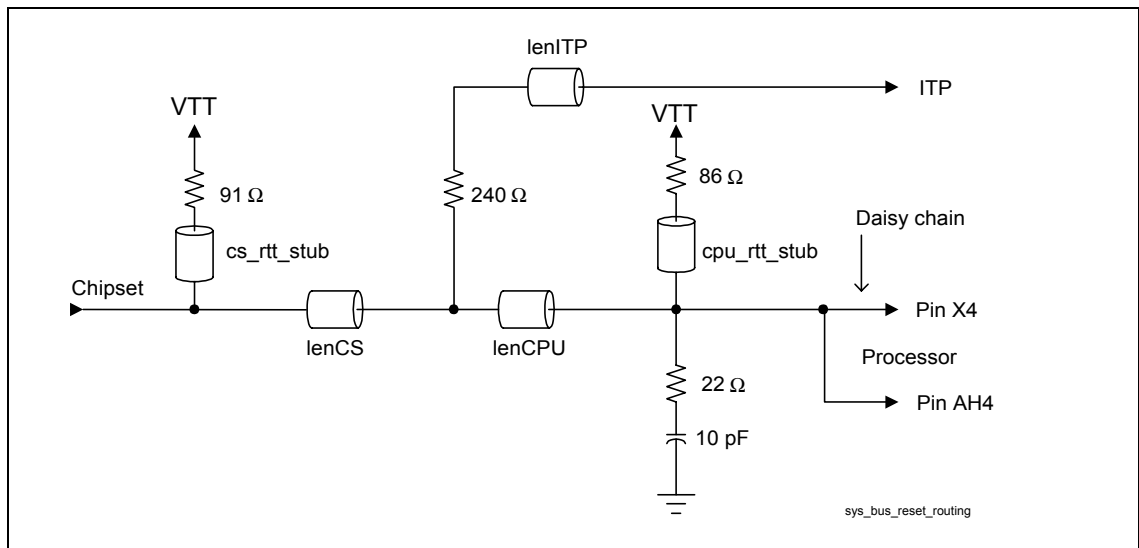 lenITP
ITP
VTT
VTT
91 Ω
240 Ω
86 Ω
Daisy chain
cs_rtt_stub
cpu_rtt_stub
Chipset
Pin X4
lenCS
lenCPU
Processor
22 Ω
Pin AH4
10 pF
sys_bus_reset_routing